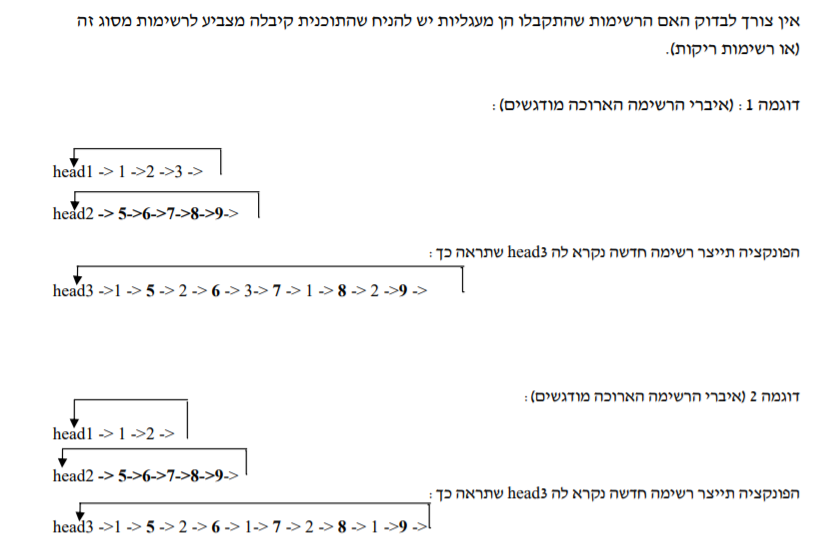 אין צורך לבדוק האם הרשימות שהתקבלו הן מעגליות יש להניח שהתוכנית קיבלה מצביע לרשימות מסוג זה
(או רשימות ריקות).
דוגמה 1 : (איברי הרשימה הארוכה מודגשים) :
head1 -> 1 ->2 ->3 ->
head2 -> 5->6->7->8->9->
הפונקציה תייצר רשימה חדשה נקרא לה head3 שתראה כך :
head3 ->1 -> 5 -> 2 -> 6 -> 3-> 7 -> 1 -> 8 -> 2 ->9 ->
דוגמה 2 (איברי הרשימה הארוכה מודגשים) :
head1 -> 1 ->2 ->
head2 -> 5->6->7->8->9->
הפונקציה תייצר רשימה חדשה נקרא לה head3 שתראה כך :
head3 ->1 -> 5 -> 2 -> 6 -> 1-> 7 -> 2 -> 8 -> 1 ->9 ->